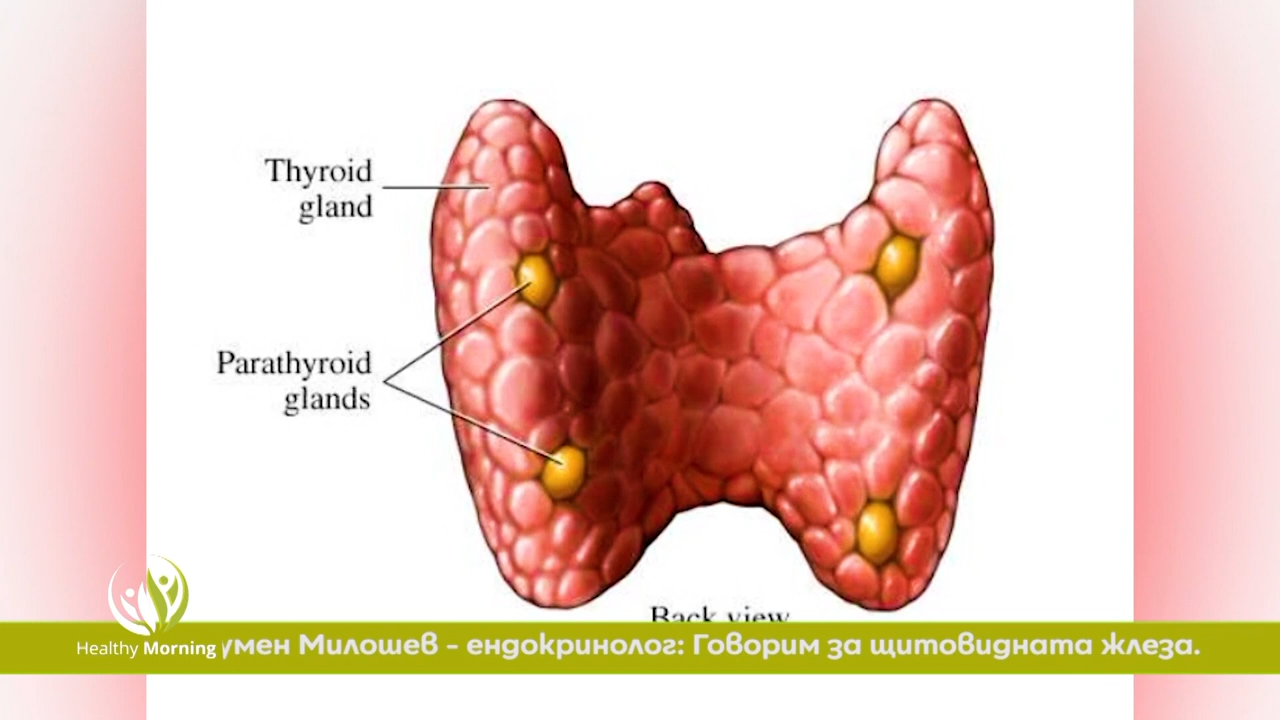 Thyroid
gland
Parathyroid
glands
Back view
Healthy Morning
умен Милошев - ендокринолог: Говорим за щитовидната жлеза.